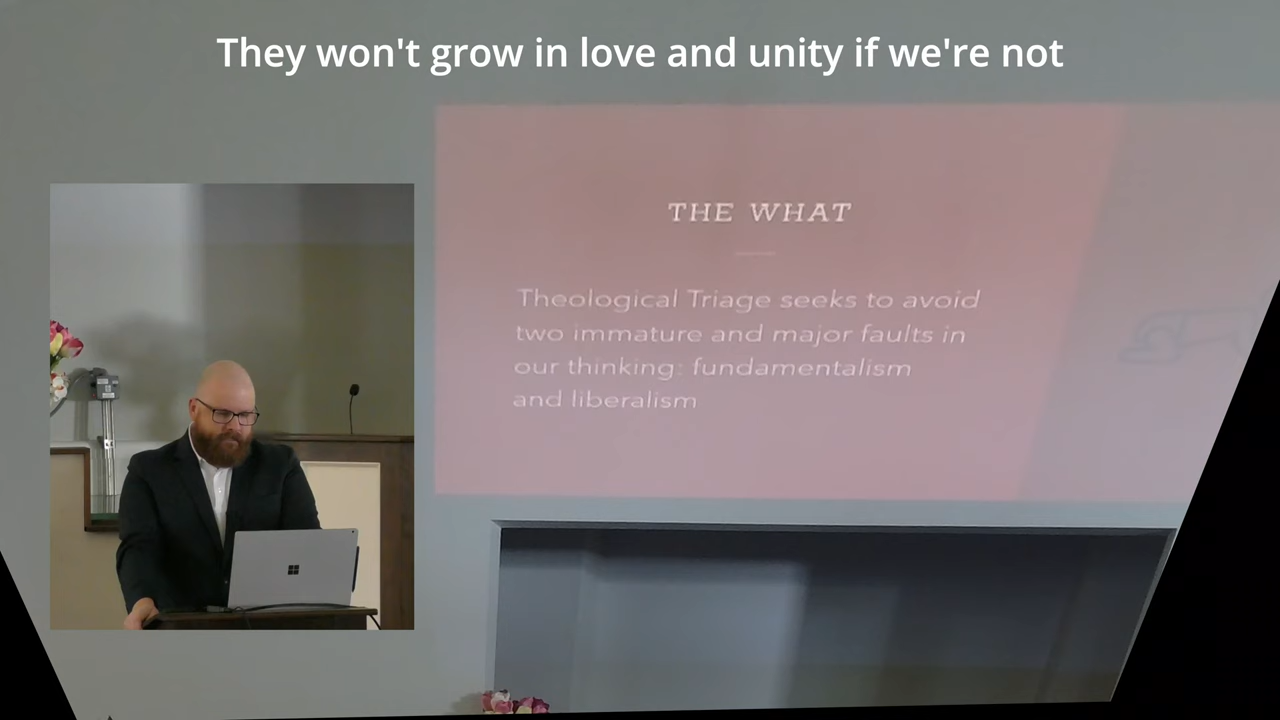 They won't grow in love and unity if we're not
THE WHAT
Theological Triage seeks to avoid
two immature and major faults in
our thinking: fundamentalism
and liberalism